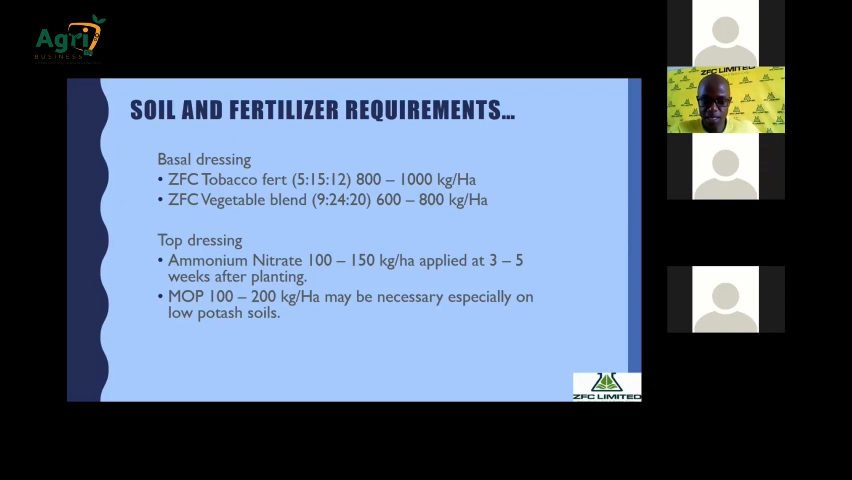 Agri
BUSINESS
SOIL AND FERTILIZER REQUIREMENTS...
Basal dressing
• ZFC Tobacco fert (5:15:12) 800 – 1000 kg/Ha
• ZFC Vegetable blend (9:24:20) 600 – 800 kg/Ha
Top dressing
• Ammonium Nitrate 100 – 150 kg/ha applied at 3 – 5
weeks after planting.
• MOP 100 – 200 kg/Ha may be necessary especially on
low potash soils.
ZFC LIMITED
ZFC LIMITED